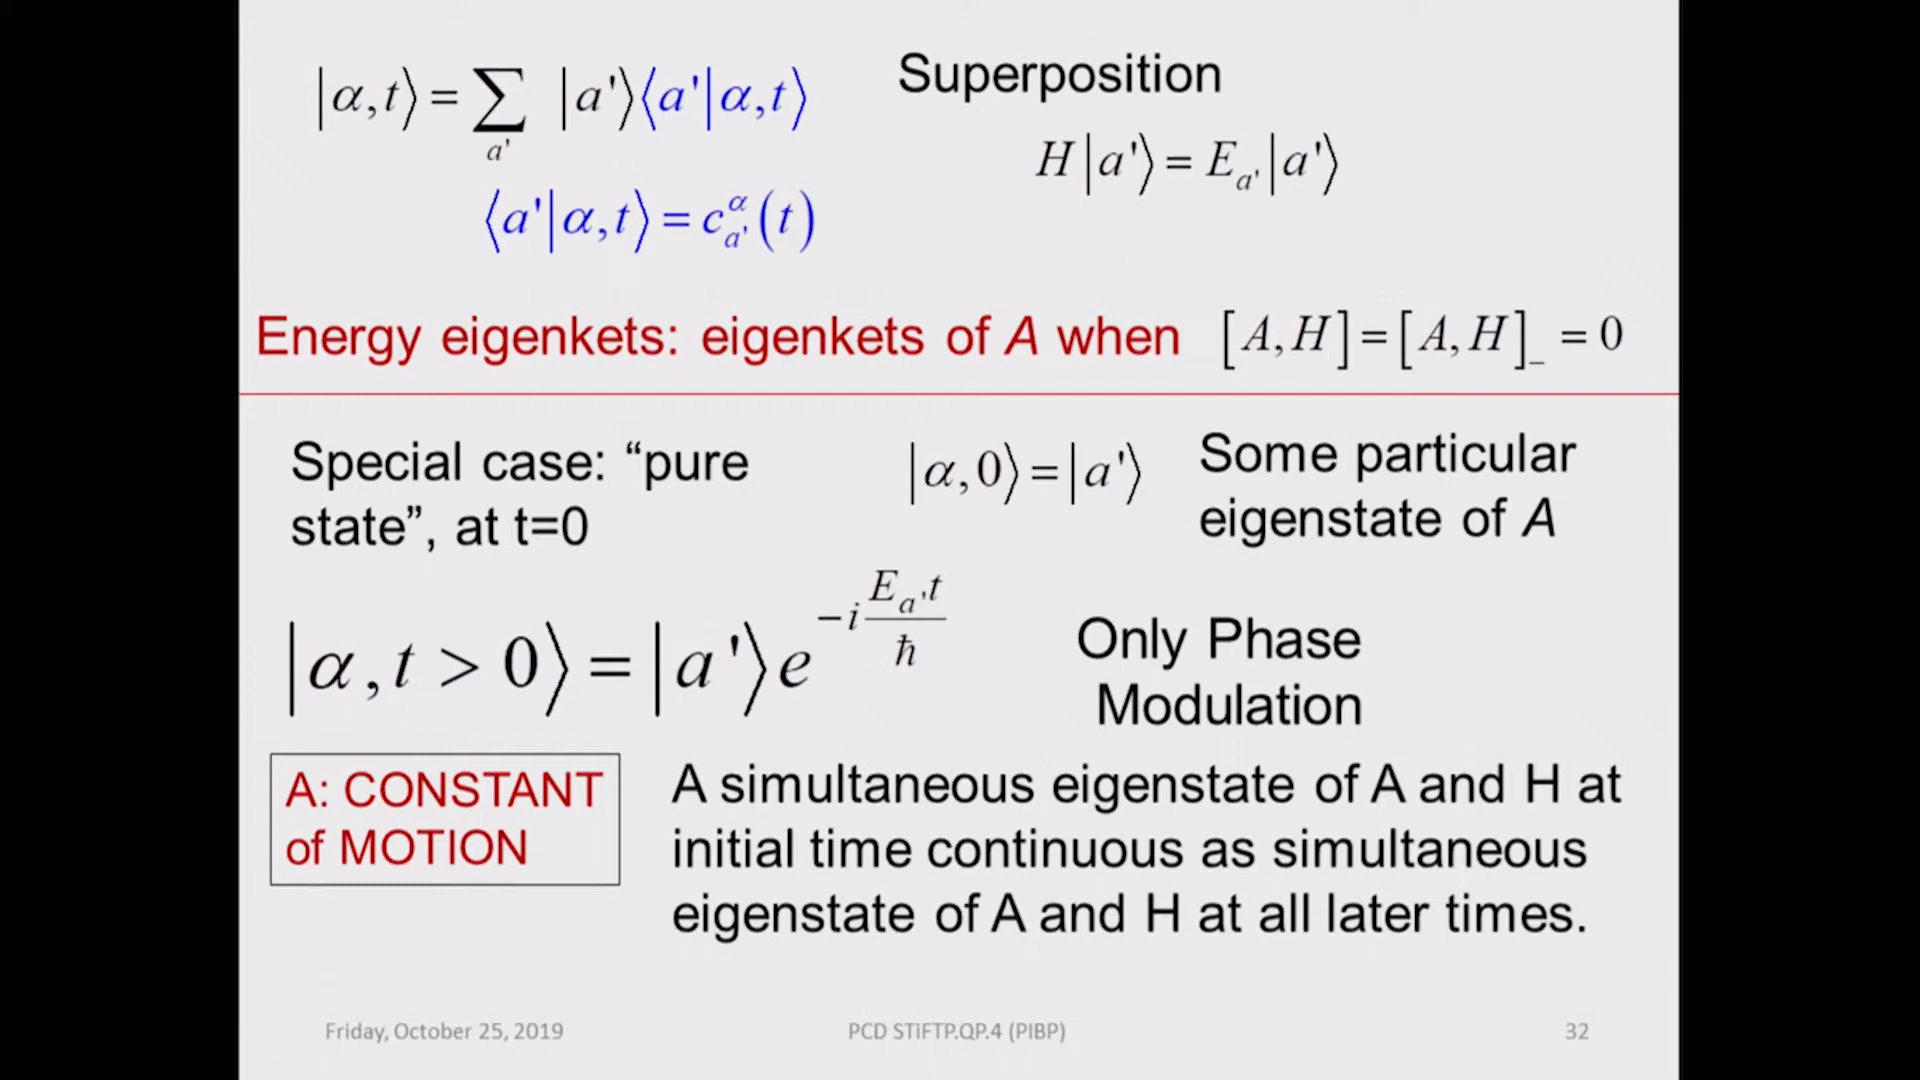 |α,t⟩ = ∑_{a'} |a'⟩⟨a'|α,t⟩
Superposition
H|a'⟩ = E_{a'}|a'⟩
⟨a'|α,t⟩ = c_{a'}^{α}(t)
Energy eigenkets: eigenkets of A when [A,H] = [A,H]_− = 0
Special case: “pure
state”, at t=0
|α,0⟩ = |a'⟩
Some particular
eigenstate of A
|α,t > 0⟩ = |a'⟩e^{−i\frac{E_{a'}t}{ħ}}
Only Phase
Modulation
A: CONSTANT
of MOTION
A simultaneous eigenstate of A and H at
initial time continuous as simultaneous
eigenstate of A and H at all later times.
Friday, October 25, 2019
PCD STiFTP.QP.4 (PIBP)
32